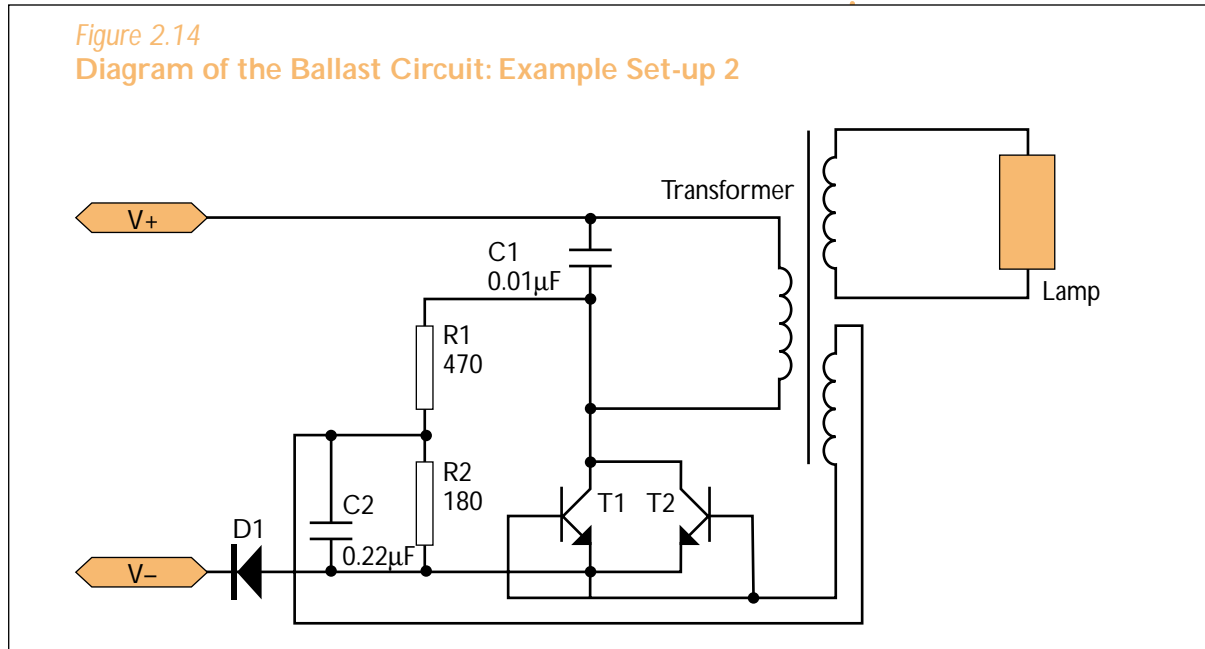 Figure 2.14
Diagram of the Ballast Circuit: Example Set-up 2
Transformer
V+
C1
0.01µF
Lamp
R1
470
R2
180
C2
0.22µF
T1
T2
D1
V–